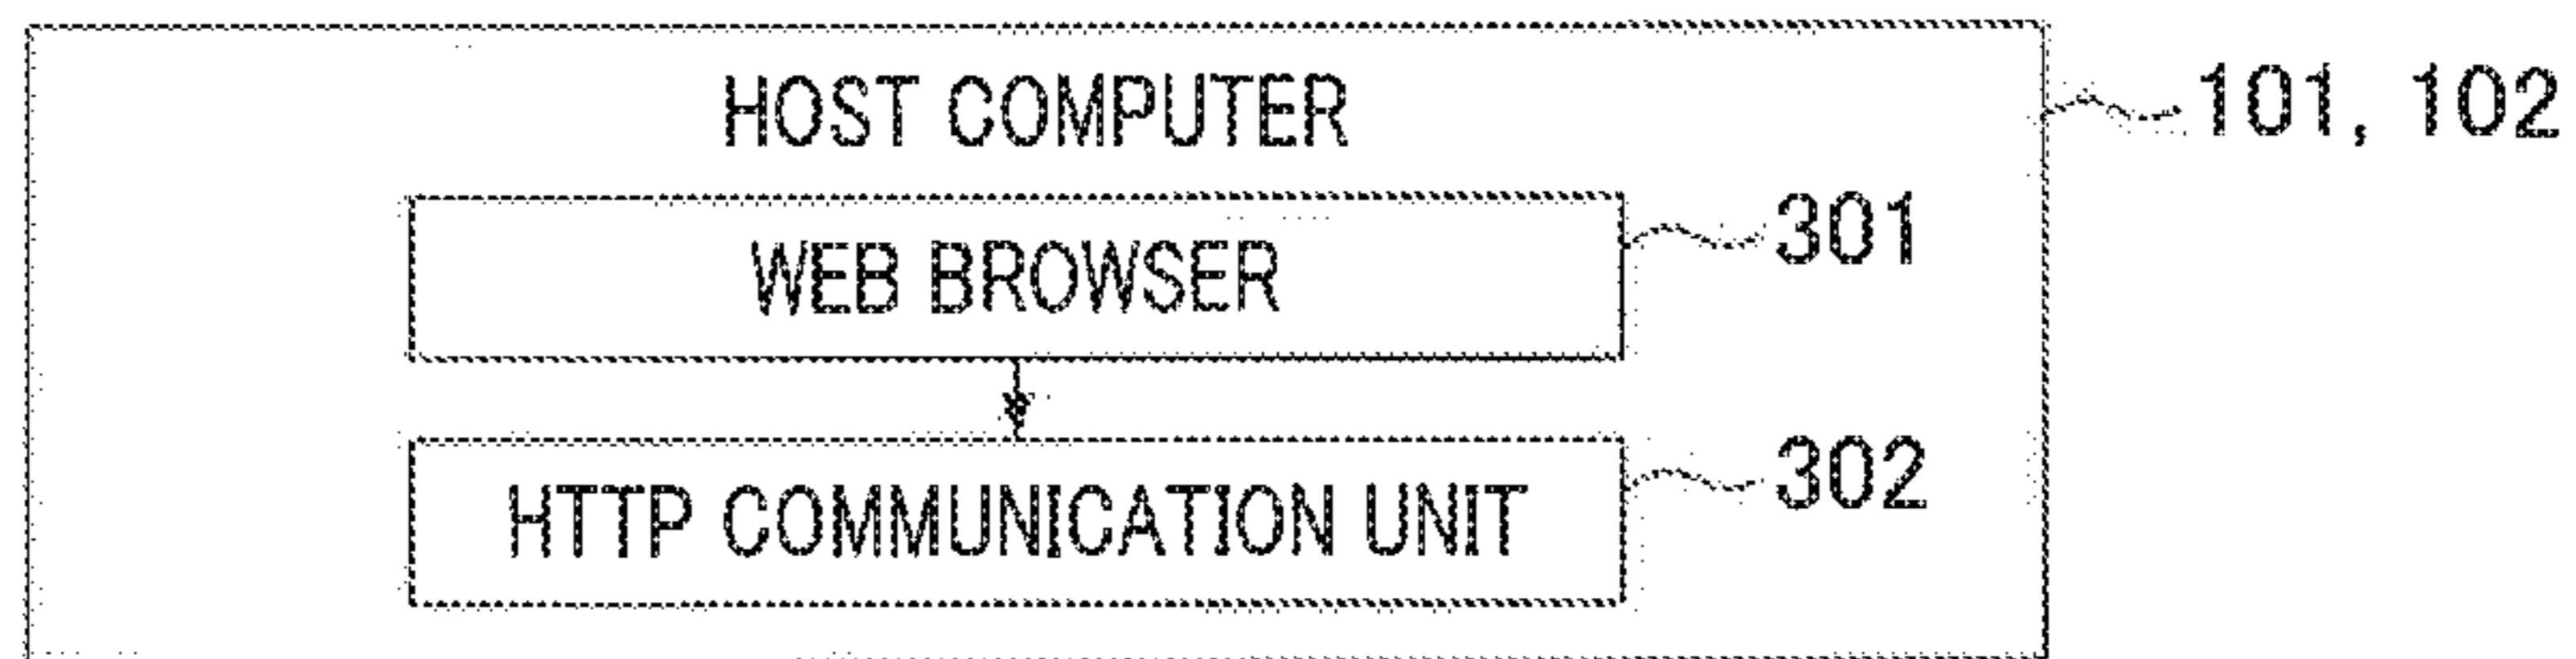 HOST COMPUTER
101, 102
WEB BROWSER
301
HTTP COMMUNICATION UNIT
302